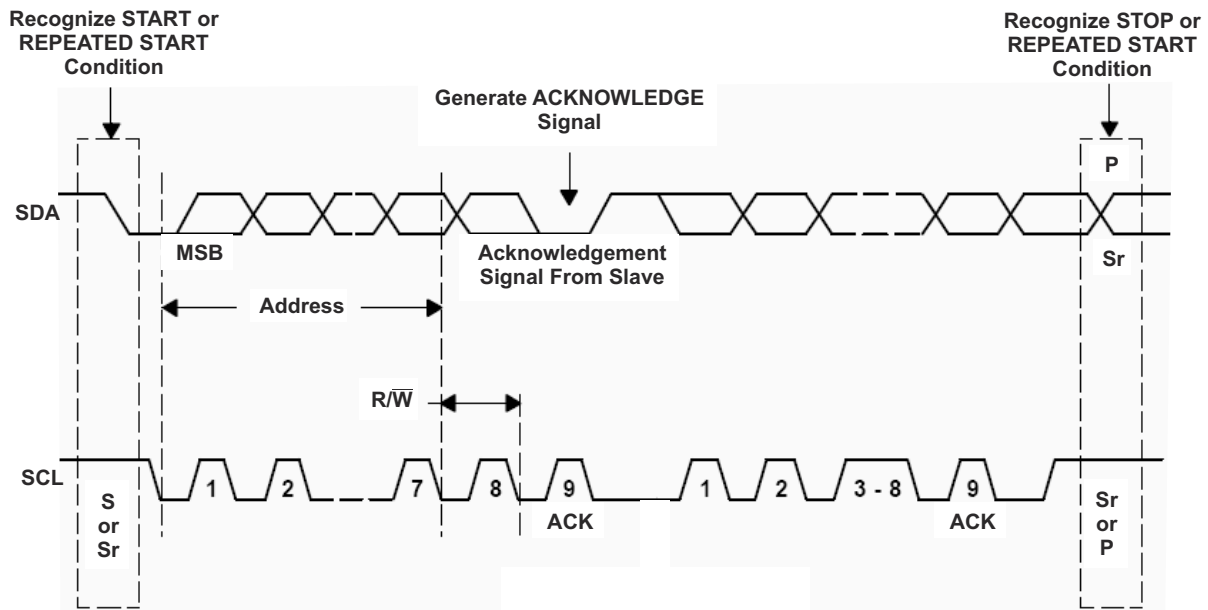 Recognize START or
REPEATED START
Condition
Recognize STOP or
REPEATED START
Condition
Generate ACKNOWLEDGE
Signal
P
SDA
MSB
Acknowledgement
Signal From Slave
Sr
Address
R/W̅
SCL
1
2
7
8
9
1
2
3 - 8
9
S
or
Sr
ACK
ACK
Sr
or
P